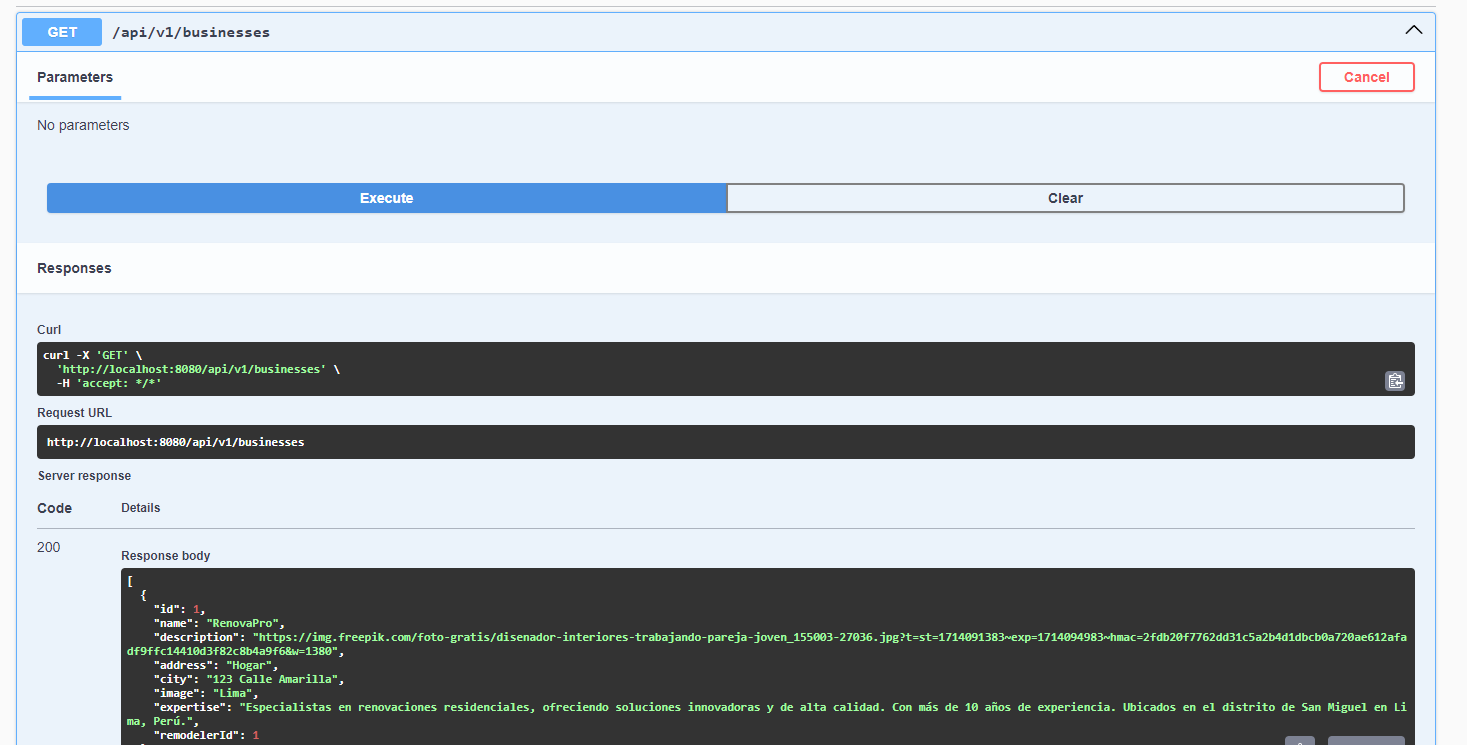 GET /api/v1/businesses
Parameters
Cancel
No parameters
Execute
Clear
Responses
Curl
curl -X 'GET' \
'http://localhost:8080/api/v1/businesses' \
-H 'accept: */*'
Request URL
http://localhost:8080/api/v1/businesses
Server response
Code Details
200
Response body
[
{
"id": 1,
"name": "RenovaPro",
"description": "https://img.freepik.com/foto-gratis/disenador-interiores-trabajando-pareja-joven_155003-27036.jpg?t=st=1714091383~exp=1714094983~hmac=2fdb20f7762dd31c5a2b4d1dbcb0a720ae612afa
df9ffc14410d3f82c8b4a9f6&w=1380",
"address": "Hogar",
"city": "123 Calle Amarilla",
"image": "Lima",
"expertise": "Especialistas en renovaciones residenciales, ofreciendo soluciones innovadoras y de alta calidad. Con más de 10 años de experiencia. Ubicados en el distrito de San Miguel en Li
ma, Perú.",
"remodelerId": 1